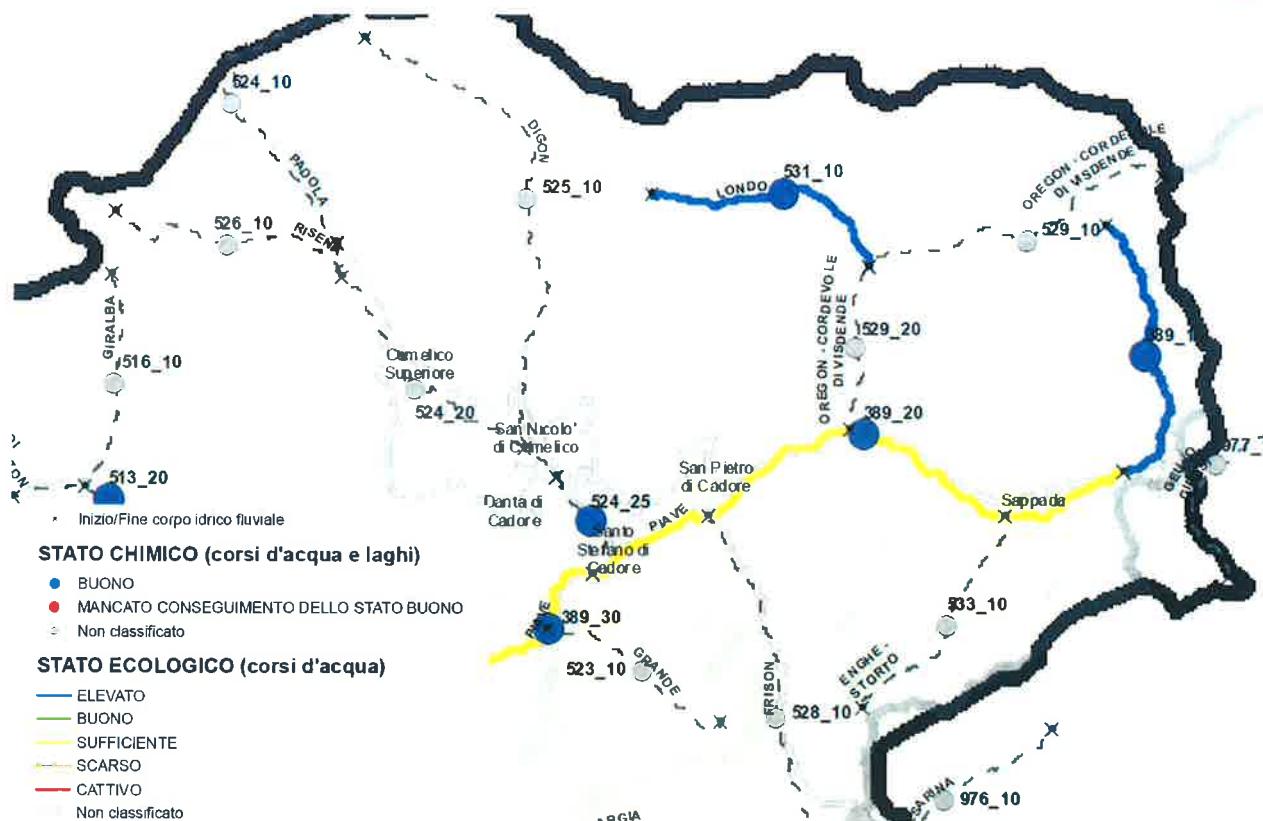 524_10
PADOLA
DIGON
525_10
LONDO
531_10
OREGON - CORDEVOLE
DI VISDENDE
529_10
526_10
RISENA
GIRALBA
516_10
Comelico
Superiore
524_20
OREGON - CORDEVOLE
DI VISDENDE
529_20
389_1
389_20
San Nicolo'
di Comelico
San Pietro
di Cadore
977_
513_20
Danta di
Cadore
524_25
PIAVE
Sappada
Santo
Stefano di
Cadore
PIAVE
389_30
533_10
523_10
GRANDE
FRISON
528_10
ENGHE -
STORTO
976_10
SARINA
ARGIA
Inizio/Fine corpo idrico fluviale
STATO CHIMICO (corsi d'acqua e laghi)
BUONO
MANCATO CONSEGUIMENTO DELLO STATO BUONO
Non classificato
STATO ECOLOGICO (corsi d'acqua)
ELEVATO
BUONO
SUFFICIENTE
SCARSO
CATTIVO
Non classificato